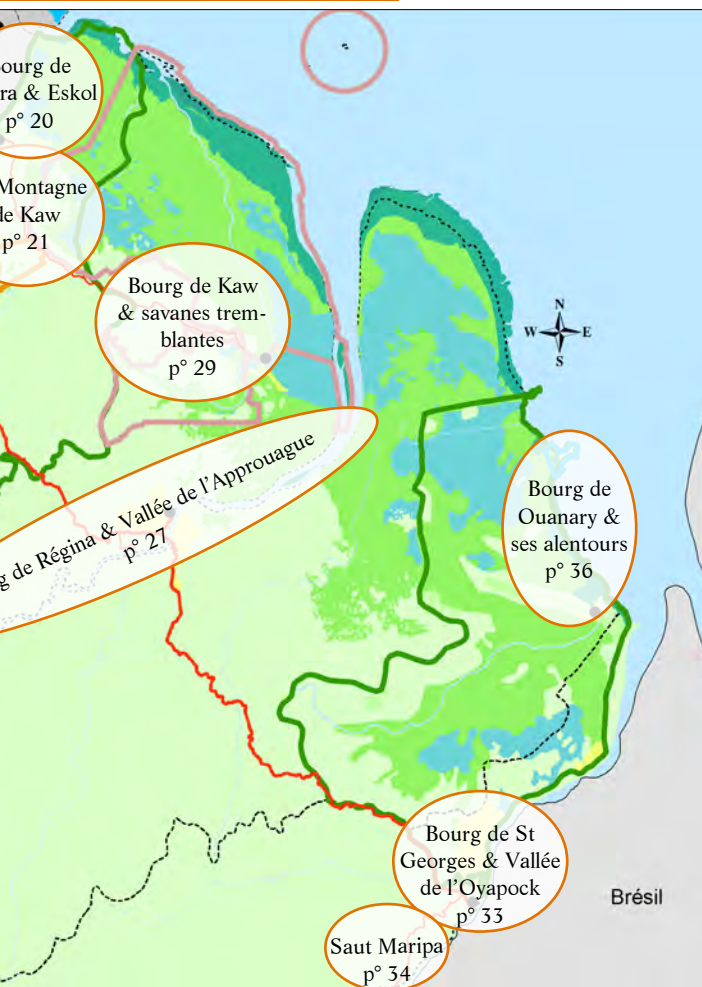 ourg de
ra & Eskol
p° 20
Montagne
de Kaw
p° 21
Bourg de Kaw
& savanes trem-
blantes
p° 29
g de Régina & Vallée de l'Approuague
p° 27
N
W E
S
Bourg de
Ouanary &
ses alentours
p° 36
Bourg de St
Georges & Vallée
de l'Oyapock
p° 33
Brésil
Saut Maripa
p° 34